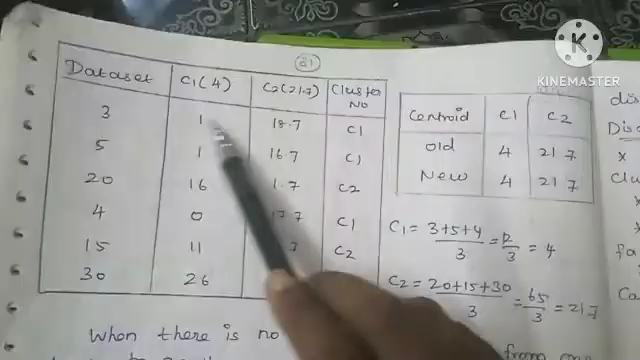 21
Dataset C1(4) C2(21.7) Cluster No
3 1 18.7 C1
5 1 16.7 C1
20 16 1.7 C2
4 0 17.7 C1
15 11 C2
30 26
Centroid C1 C2
Old 4 21.7
New 4 21.7
C1 = 3+5+4/3 = 12/3 = 4
C2 = 20+15+30/3 = 65/3 = 21.7
When there is no
from
KINEMASTER